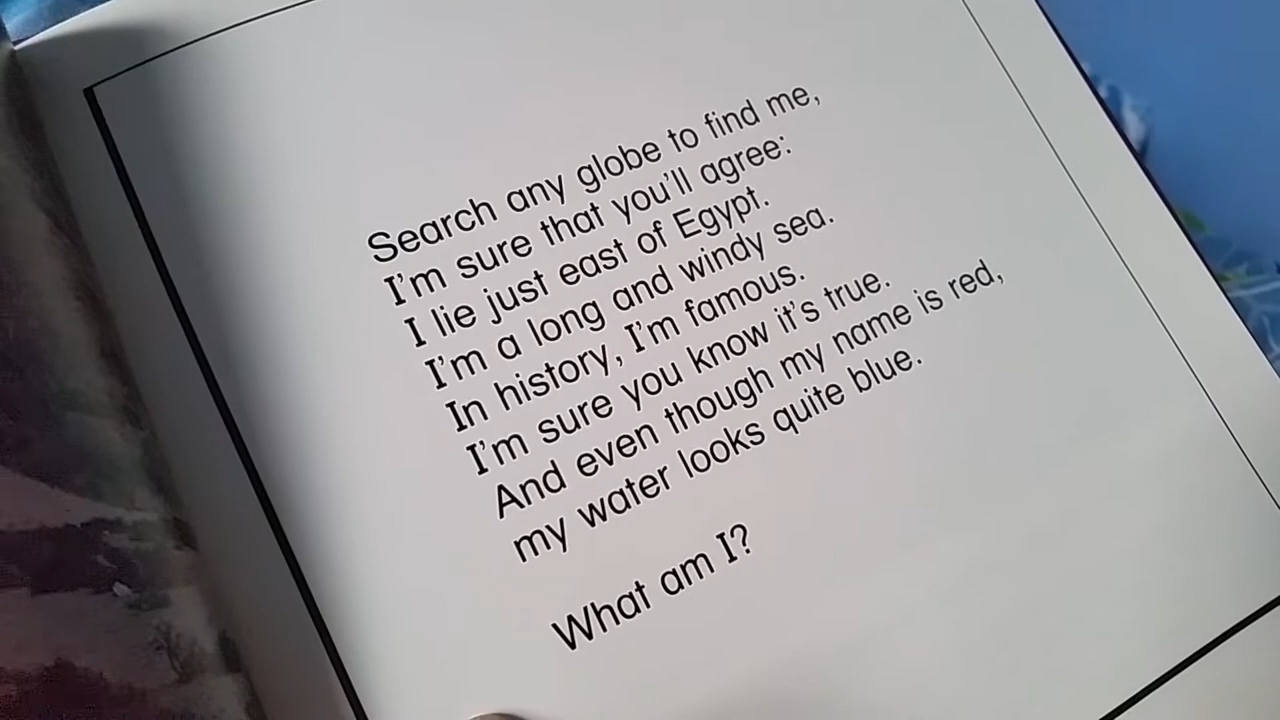 Search any globe to find me,
I'm sure that you'll agree:
I lie just east of Egypt.
I'm a long and windy sea.
In history, I'm famous.
I'm sure you know it's true.
And even though my name is red,
my water looks quite blue.
What am I?